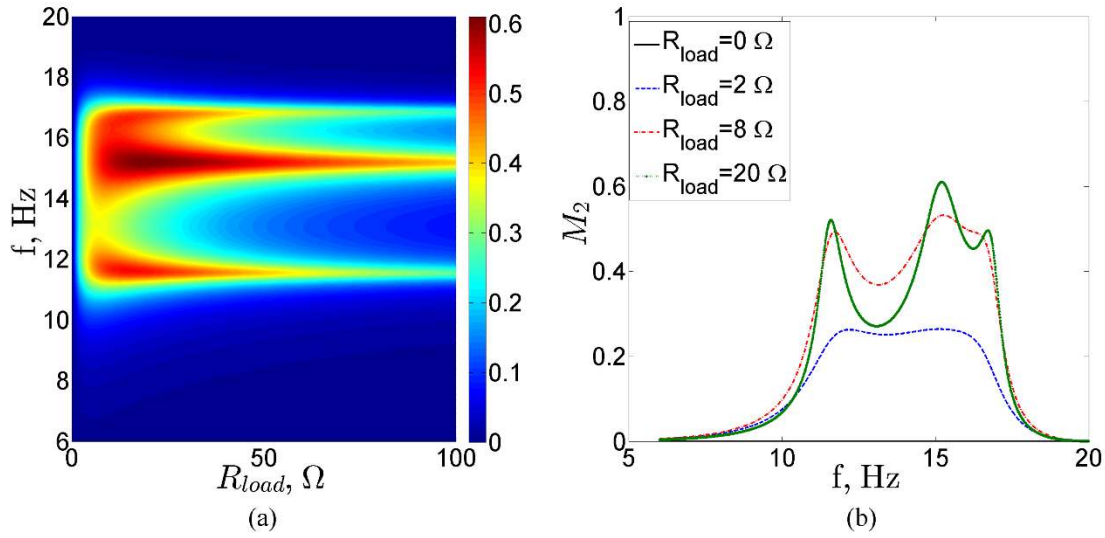 20
18
16
14
12
10
8
6
f, Hz
0
50
100
R_load, Ω
0.6
0.5
0.4
0.3
0.2
0.1
0
(a)
R_load=0 Ω
R_load=2 Ω
R_load=8 Ω
R_load=20 Ω
1
0.8
0.6
0.4
0.2
0
M_2
5
10
15
20
f, Hz
(b)